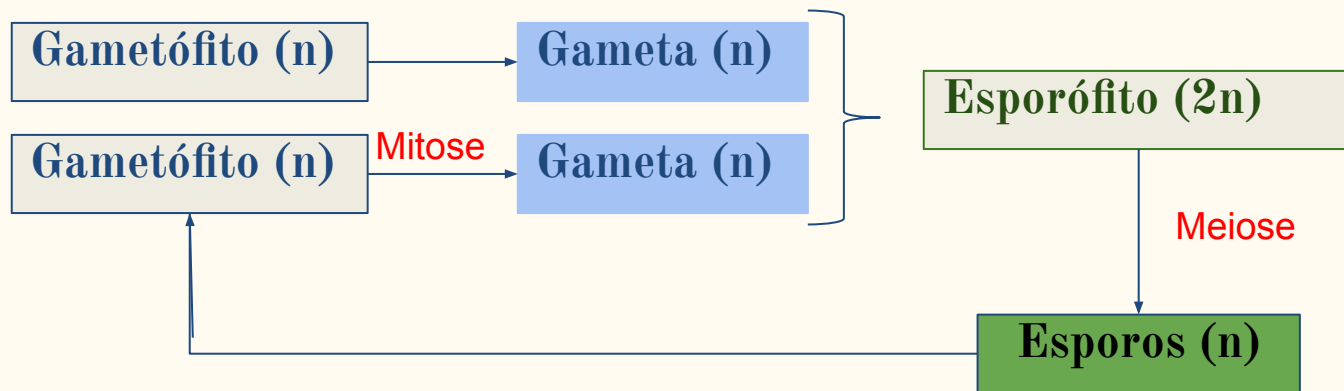 Gametófito (n)
Gameta (n)
Esporófito (2n)
Gametófito (n)
Mitose
Gameta (n)
Meiose
Esporos (n)